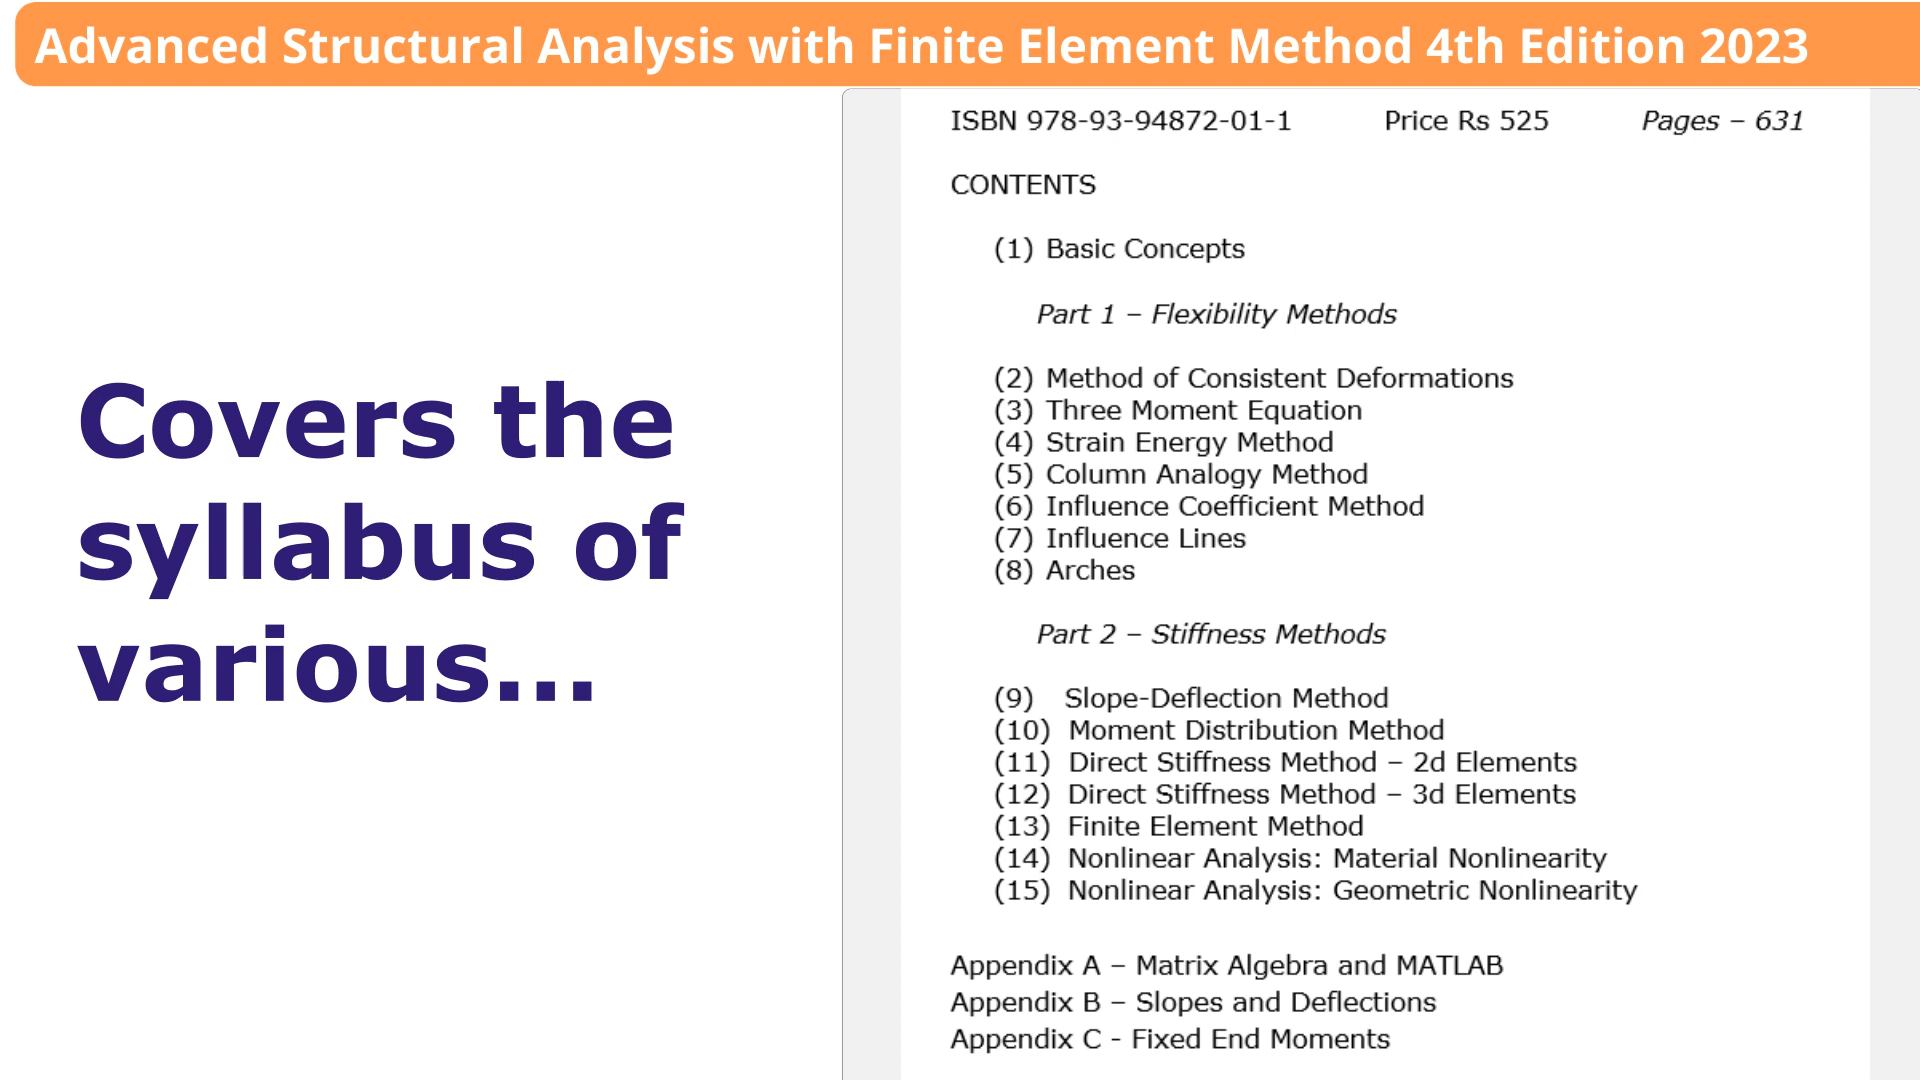 Advanced Structural Analysis with Finite Element Method 4th Edition 2023
Covers the
syllabus of
various...
ISBN 978-93-94872-01-1 Price Rs 525 Pages – 631
CONTENTS
(1) Basic Concepts
Part 1 – Flexibility Methods
(2) Method of Consistent Deformations
(3) Three Moment Equation
(4) Strain Energy Method
(5) Column Analogy Method
(6) Influence Coefficient Method
(7) Influence Lines
(8) Arches
Part 2 – Stiffness Methods
(9) Slope-Deflection Method
(10) Moment Distribution Method
(11) Direct Stiffness Method – 2d Elements
(12) Direct Stiffness Method – 3d Elements
(13) Finite Element Method
(14) Nonlinear Analysis: Material Nonlinearity
(15) Nonlinear Analysis: Geometric Nonlinearity
Appendix A – Matrix Algebra and MATLAB
Appendix B – Slopes and Deflections
Appendix C - Fixed End Moments